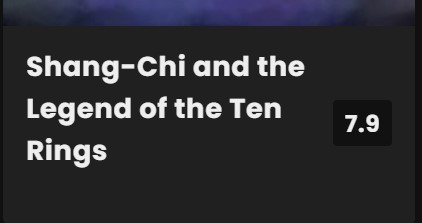 Shang-Chi and the
Legend of the Ten
Rings
7.9